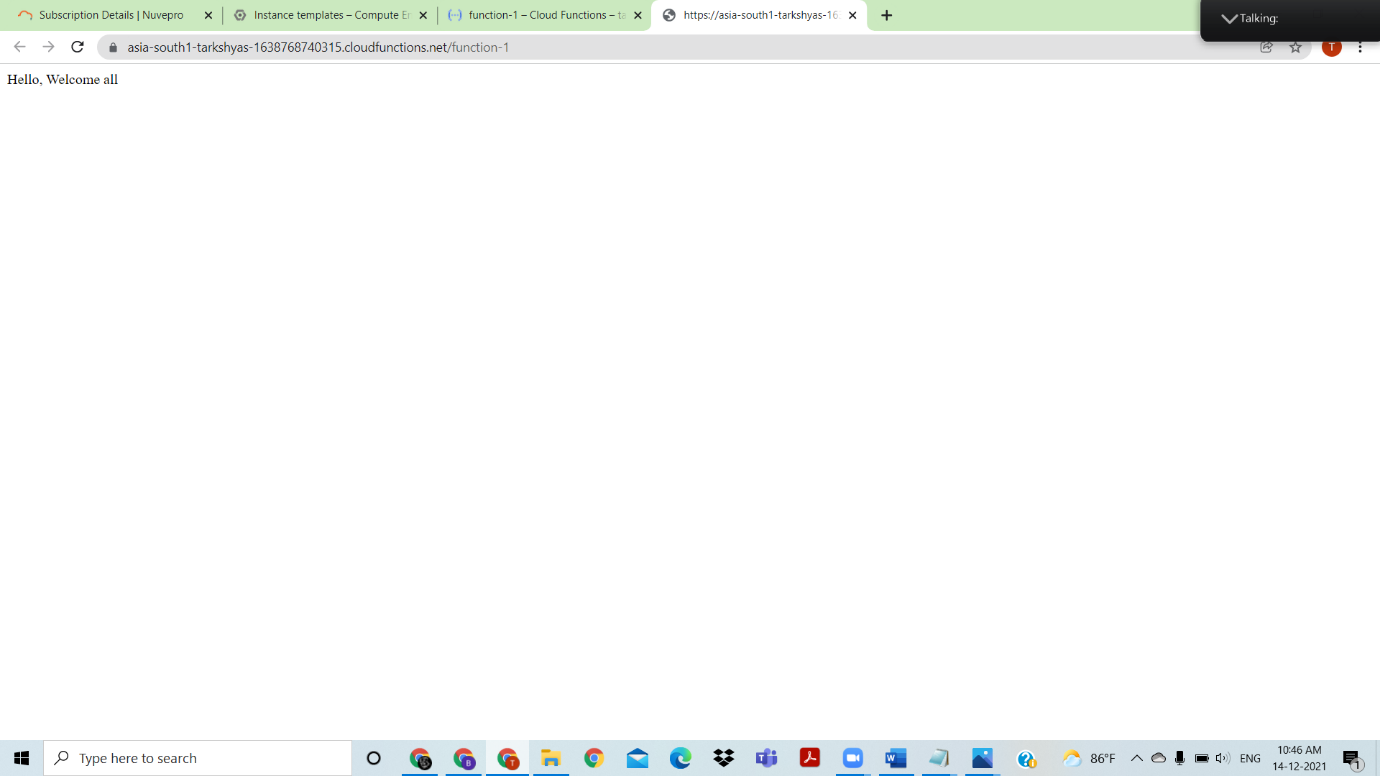 Subscription Details | Nuvepro
Instance templates – Compute En
function-1 – Cloud Functions – ta
https://asia-south1-tarkshyas-16
Talking:
asia-south1-tarkshyas-1638768740315.cloudfunctions.net/function-1
T
Hello, Welcome all
Type here to search
B
T
86°F
ENG
10:46 AM
14-12-2021
1